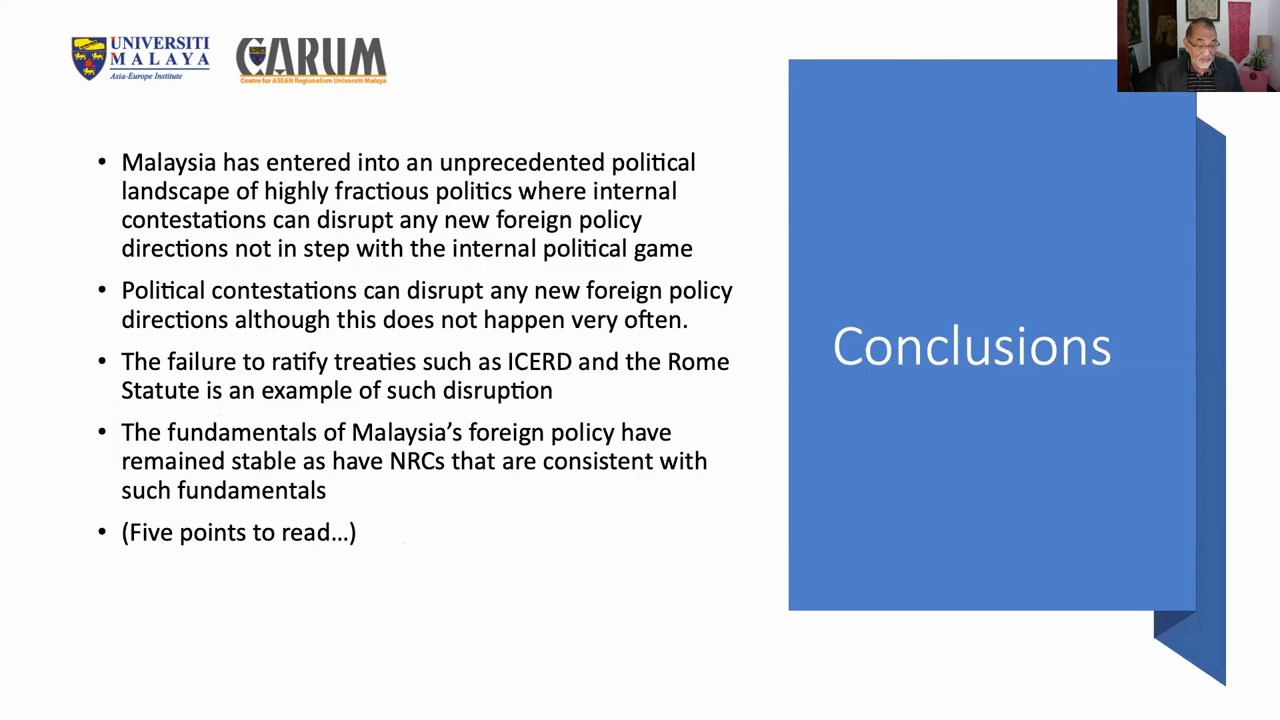 UNIVERSITI
MALAYA
Asia-Europe Institute
CARUM
Centre for ASEAN Regionalism Universiti Malaya
• Malaysia has entered into an unprecedented political
landscape of highly fractious politics where internal
contestations can disrupt any new foreign policy
directions not in step with the internal political game
• Political contestations can disrupt any new foreign policy
directions although this does not happen very often.
• The failure to ratify treaties such as ICERD and the Rome
Statute is an example of such disruption
• The fundamentals of Malaysia’s foreign policy have
remained stable as have NRCs that are consistent with
such fundamentals
• (Five points to read…)
Conclusions